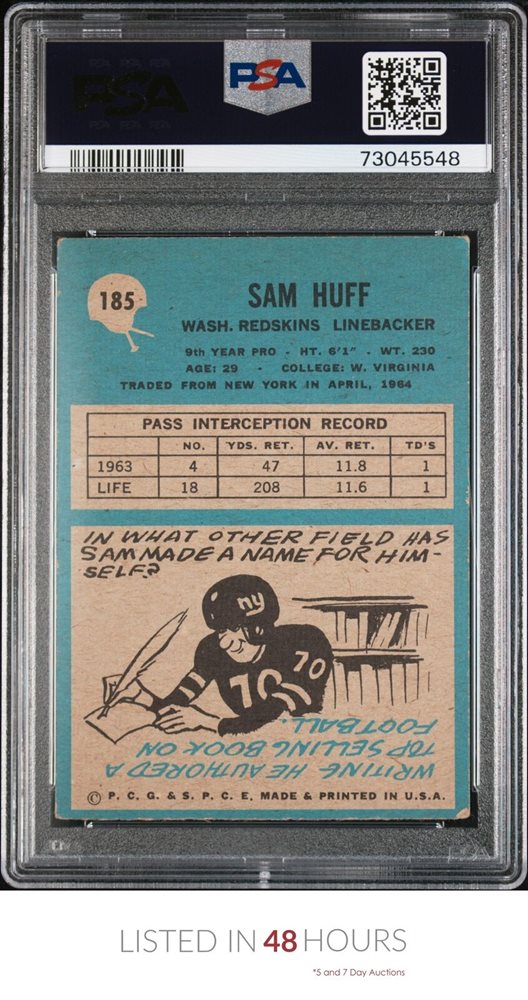 PSA
PSA
73045548
185
SAM HUFF
WASH. REDSKINS LINEBACKER
9th YEAR PRO - HT. 6'1" - WT. 230
AGE: 29 - COLLEGE: W. VIRGINIA
TRADED FROM NEW YORK IN APRIL, 1964
PASS INTERCEPTION RECORD
NO. YDS. RET. AV. RET. TD'S
1963 4 47 11.8 1
LIFE 18 208 11.6 1
IN WHAT OTHER FIELD HAS
SAM MADE A NAME FOR HIM-
SELF?
ny
70
70
WRITING. HE AUTHORED A
TOP SELLING BOOK ON
FOOTBALL.
© P. C. G. & S. P. C. E. MADE & PRINTED IN U.S.A.
LISTED IN 48 HOURS
*5 and 7 Day Auctions